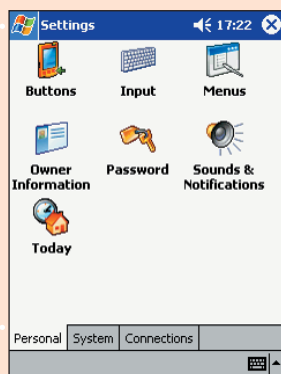 Settings 17:22
Buttons Input Menus
Owner Information Password Sounds & Notifications
Today
Personal System Connections